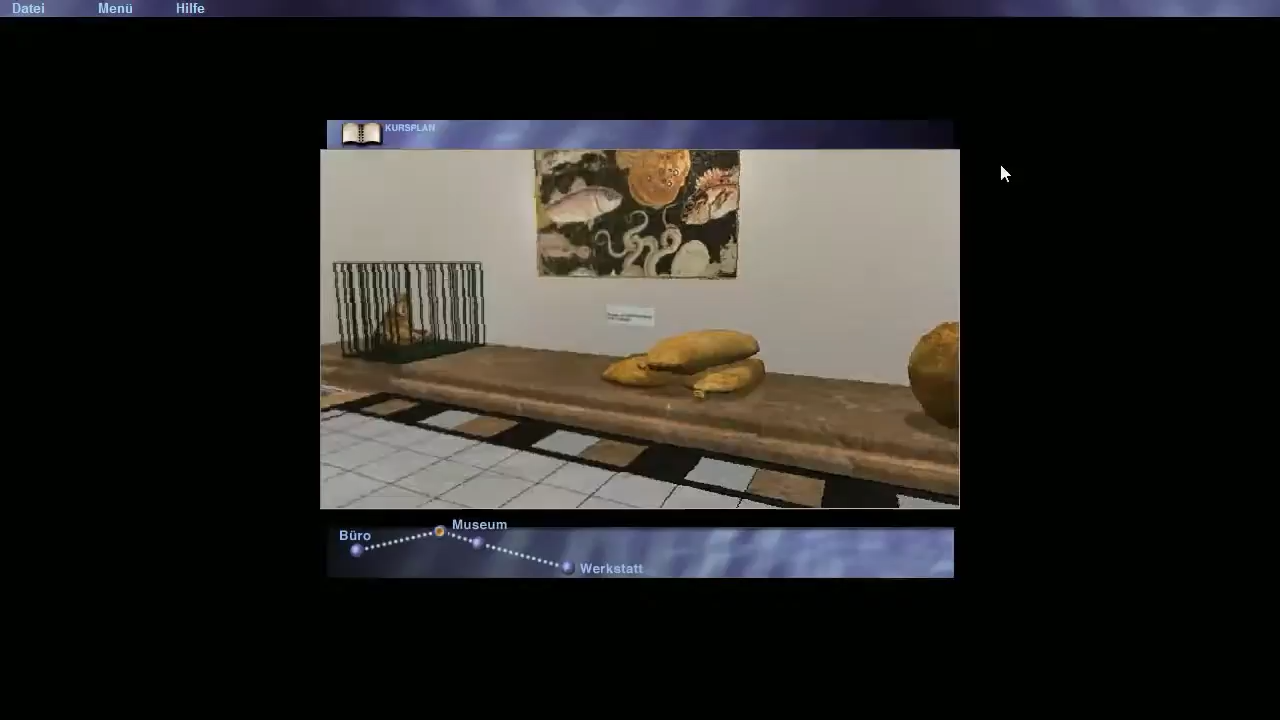 Datei Menü Hilfe
KURSPLAN
Museum
Büro
Werkstatt